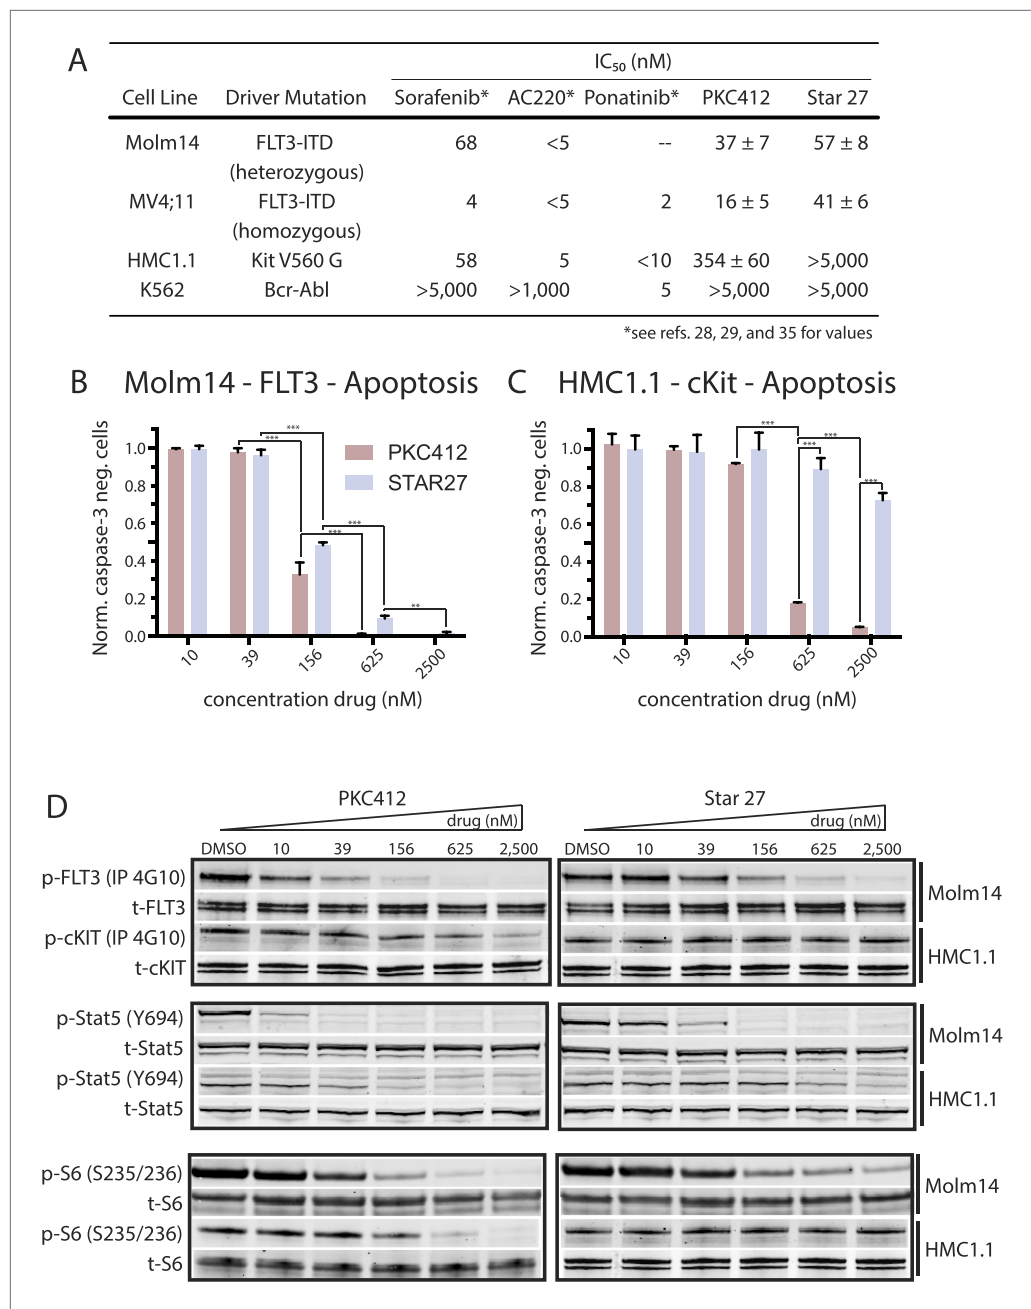 A
IC₅₀ (nM)
Cell Line Driver Mutation Sorafenib* AC220* Ponatinib* PKC412 Star 27
Molm14 FLT3-ITD 68 <5 -- 37 ± 7 57 ± 8
(heterozygous)
MV4;11 FLT3-ITD 4 <5 2 16 ± 5 41 ± 6
(homozygous)
HMC1.1 Kit V560 G 58 5 <10 354 ± 60 >5,000
K562 Bcr-Abl >5,000 >1,000 5 >5,000 >5,000
*see refs. 28, 29, and 35 for values
B Molm14 - FLT3 - Apoptosis
Norm. caspase-3 neg. cells
1.0
0.8
0.6
0.4
0.2
0.0
*** ***
*** ***
**
PKC412
STAR27
10 39 156 625 2500
concentration drug (nM)
C HMC1.1 - cKit - Apoptosis
Norm. caspase-3 neg. cells
1.0
0.8
0.6
0.4
0.2
0.0
*** ***
*** ***
10 39 156 625 2500
concentration drug (nM)
D
PKC412 Star 27
drug (nM) drug (nM)
DMSO 10 39 156 625 2,500 DMSO 10 39 156 625 2,500
p-FLT3 (IP 4G10)
t-FLT3
Molm14
p-cKIT (IP 4G10)
t-cKIT
HMC1.1
p-Stat5 (Y694)
t-Stat5
Molm14
p-Stat5 (Y694)
t-Stat5
HMC1.1
p-S6 (S235/236)
t-S6
Molm14
p-S6 (S235/236)
t-S6
HMC1.1